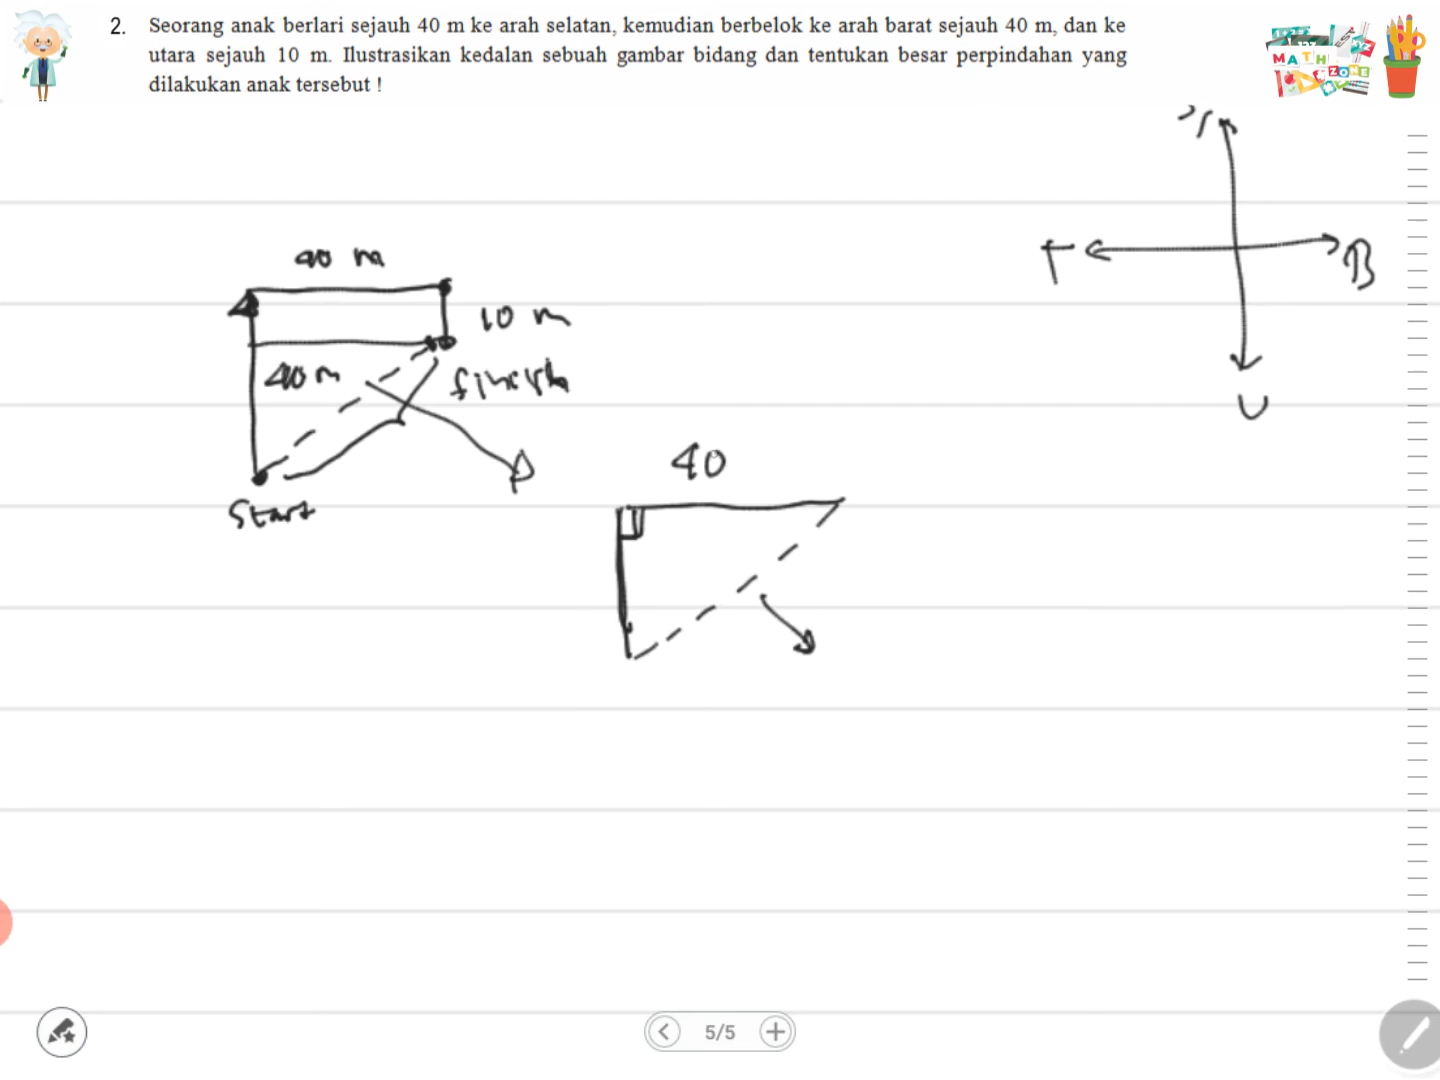 2. Seorang anak berlari sejauh 40 m ke arah selatan, kemudian berbelok ke arah barat sejauh 40 m, dan ke
utara sejauh 10 m. Ilustrasikan kedalan sebuah gambar bidang dan tentukan besar perpindahan yang
dilakukan anak tersebut !
MATH
ZONE
T
B
U
40 m
10 m
40 m
finish
Start
40
5/5